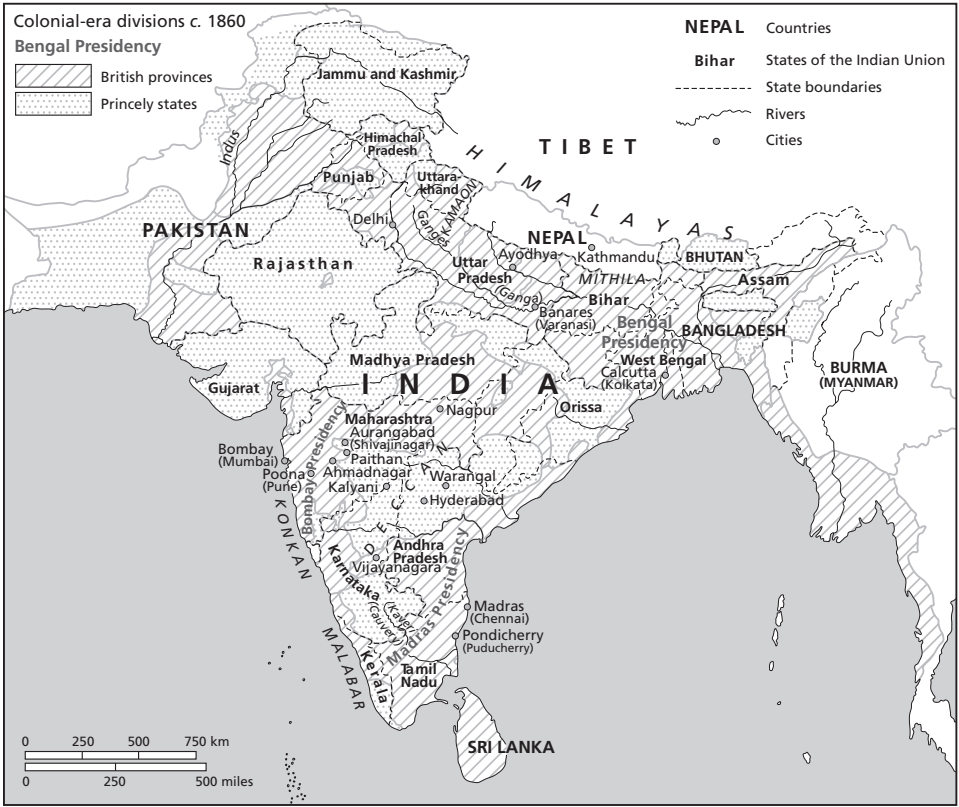 Colonial-era divisions c. 1860
Bengal Presidency
British provinces
Princely states
NEPAL Countries
Bihar States of the Indian Union
State boundaries
Rivers
Cities
Jammu and Kashmir
Indus
Himachal
Pradesh
TIBET
HIMALAYAS
Punjab
Uttara-
khand
KAMAON
Ganges
Delhi
PAKISTAN
NEPAL
Kathmandu
BHUTAN
Rajasthan
Ayodhya
Uttar
Pradesh
MITHILA
Assam
(Ganga)
Bihar
Banares
(Varanasi)
Bengal
Presidency
BANGLADESH
Madhya Pradesh
West Bengal
Calcutta
(Kolkata)
BURMA
(MYANMAR)
INDIA
Gujarat
Nagpur
Orissa
Maharashtra
Aurangabad
(Shivajinagar)
Bombay Presidency
Bombay
(Mumbai)
Paithan
Poona
(Pune)
Ahmadnagar
Kalyani
Warangal
Hyderabad
DECCAN
KONKAN
Andhra
Pradesh
Vijayanagara
Karnataka
Madras Presidency
(Kaveri
(Cauvery)
Madras
(Chennai)
Pondicherry
(Puducherry)
MALABAR
Kerala
Tamil
Nadu
SRI LANKA
0 250 500 750 km
0 250 500 miles